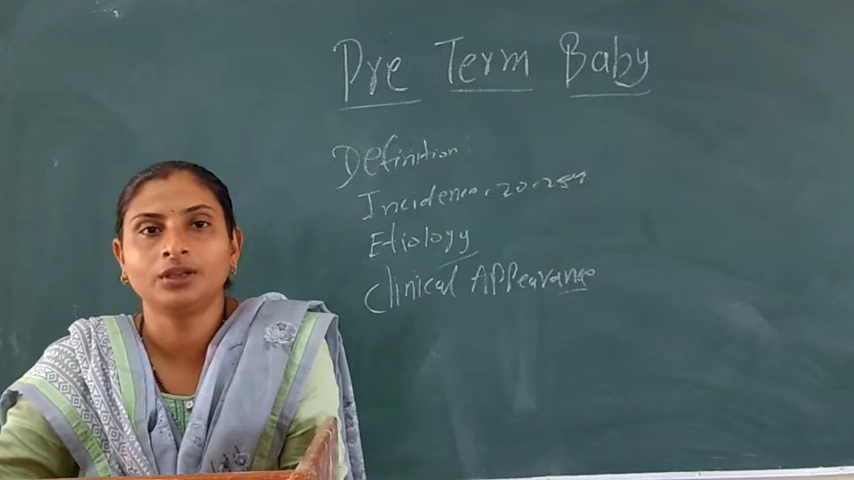 Pre Term Baby
Definition
Incidence. 20-25%
Etiology
Clinical Appearance